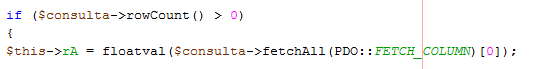 if ($consulta->rowCount() > 0)
{
$this->rA = floatval($consulta->fetchAll(PDO::FETCH_COLUMN)[0]);